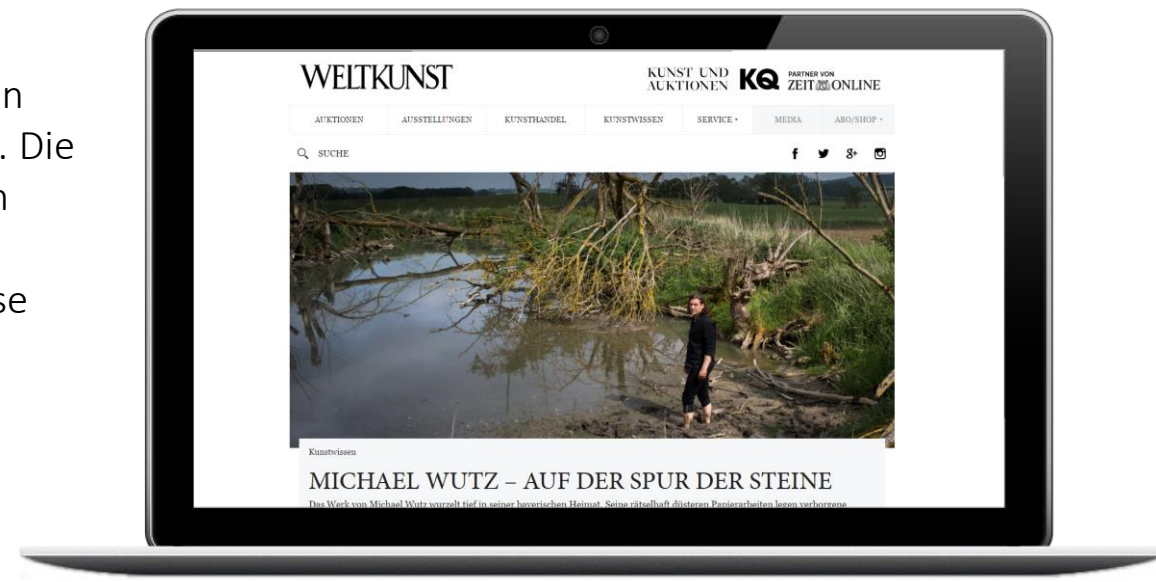 n
. Die
n
se
WELTKUNST
KUNST UND
AUKTIONEN
KQ
PARTNER VON
ZEIT ONLINE
AUKTIONEN AUSSTELLUNGEN KUNSTHANDEL KUNSTWISSEN SERVICE MEDIA ABO/SHOP
SUCHE
f
8+
Kunstwissen
MICHAEL WUTZ – AUF DER SPUR DER STEINE
Das Werk von Michael Wutz wurzelt tief in seiner bayerischen Heimat. Seine rätselhaft düsteren Papierarbeiten legen verborgene